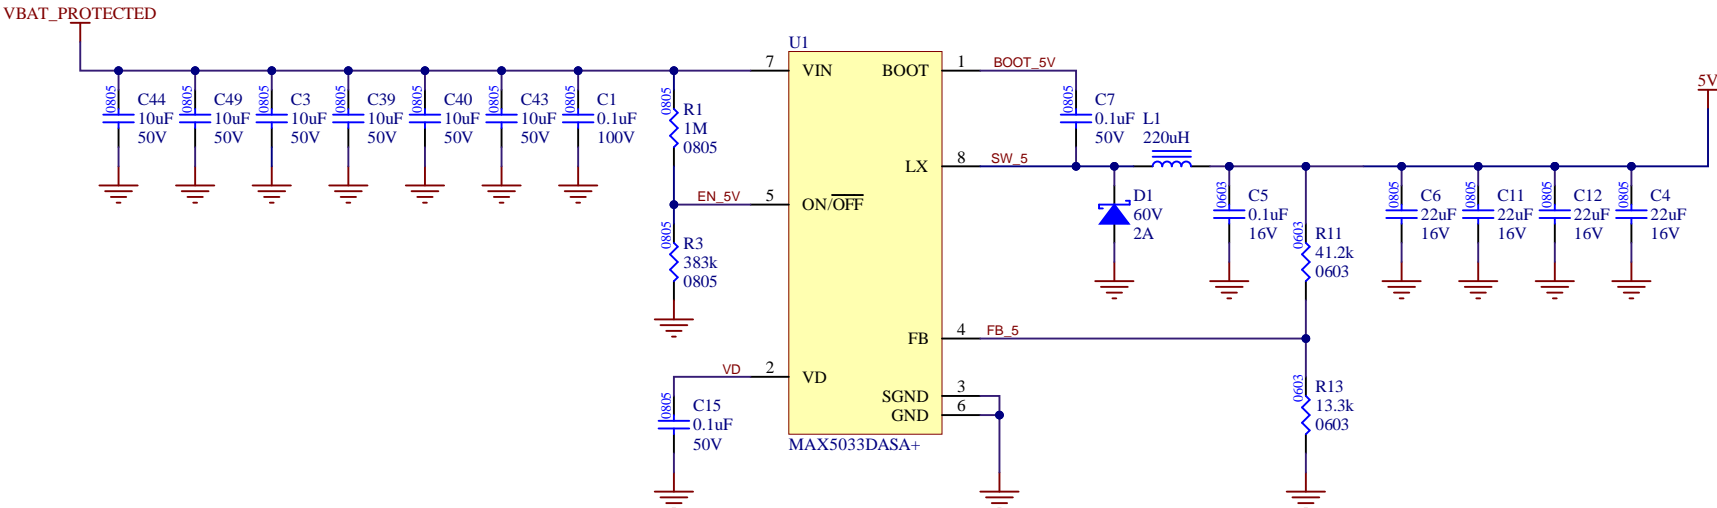 VBAT_PROTECTED
U1
7
VIN
BOOT
1
BOOT_5V
5V
0805
C44
10uF
50V
0805
C49
10uF
50V
0805
C3
10uF
50V
0805
C39
10uF
50V
0805
C40
10uF
50V
0805
C43
10uF
50V
0805
C1
0.1uF
100V
0805
R1
1M
0805
0805
C7
0.1uF
50V
L1
220uH
LX
8
SW_5
EN_5V
5
ON/OFF
D1
60V
2A
0603
C5
0.1uF
16V
0603
R11
41.2k
0603
0805
C6
22uF
16V
0805
C11
22uF
16V
0805
C12
22uF
16V
0805
C4
22uF
16V
0805
R3
383k
0805
FB
4
FB_5
VD
2
VD
SGND
3
GND
6
0603
R13
13.3k
0603
0805
C15
0.1uF
50V
MAX5033DASA+